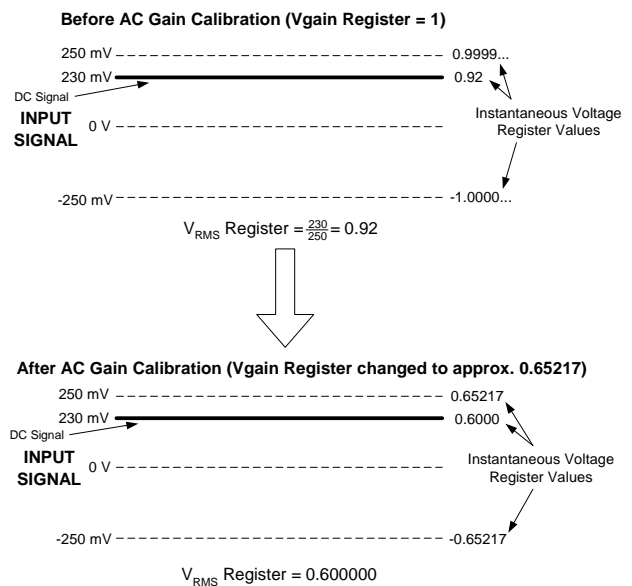 Before AC Gain Calibration (Vgain Register = 1)
250 mV 0.9999...
230 mV 0.92
DC Signal
INPUT
SIGNAL
0 V
Instantaneous Voltage
Register Values
-250 mV -1.0000...
VRMS Register = 230/250 = 0.92
After AC Gain Calibration (Vgain Register changed to approx. 0.65217)
250 mV 0.65217
230 mV 0.6000
DC Signal
INPUT
SIGNAL
0 V
Instantaneous Voltage
Register Values
-250 mV -0.65217
VRMS Register = 0.600000